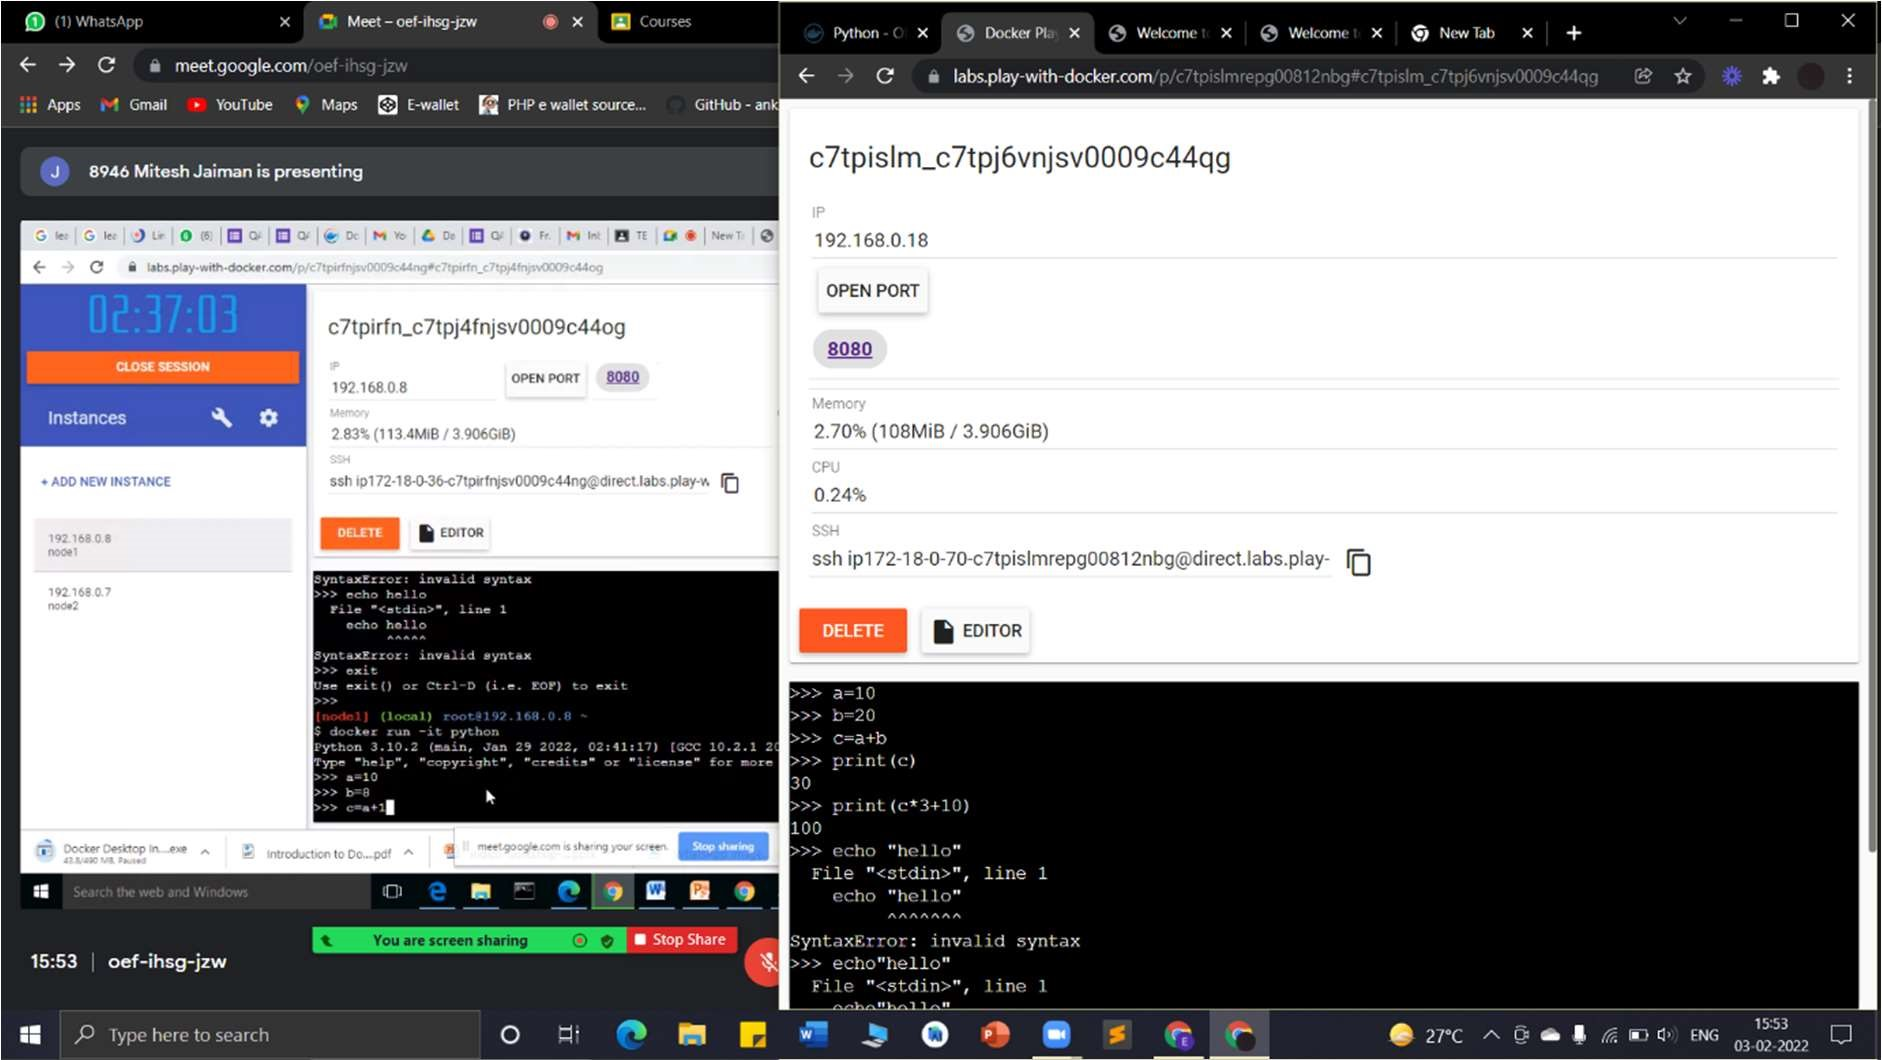 (1) WhatsApp
Meet – oef-ihsg-jzw
Courses
meet.google.com/oef-ihsg-jzw
Apps
Gmail
YouTube
Maps
E-wallet
PHP e wallet source...
GitHub - ank
J
8946 Mitesh Jaiman is presenting
New Ta
labs.play-with-docker.com/p/c7tpirfnjsv0009c44ng#c7tpirfn_c7tpj4fnjsv0009c44og
02:37:03
CLOSE SESSION
Instances
+ ADD NEW INSTANCE
192.168.0.8
node1
192.168.0.7
node2
c7tpirfn_c7tpj4fnjsv0009c44og
IP
192.168.0.8
OPEN PORT
8080
Memory
2.83% (113.4MiB / 3.906GiB)
SSH
ssh ip172-18-0-36-c7tpirfnjsv0009c44ng@direct.labs.play-w
DELETE
EDITOR
SyntaxError: invalid syntax
>>> echo hello
File "<stdin>", line 1
echo hello
^^^^^
SyntaxError: invalid syntax
>>> exit
Use exit() or Ctrl-D (i.e. EOF) to exit
>>>
[node1] (local) root@192.168.0.8 ~
$ docker run -it python
Python 3.10.2 (main, Jan 29 2022, 02:41:17) [GCC 10.2.1 20
Type "help", "copyright", "credits" or "license" for more
>>> a=10
>>> b=8
>>> c=a+1
Docker Desktop In....exe
43.8/490 MB, Paused
Introduction to Do....pdf
meet.google.com is sharing your screen.
Stop sharing
Search the web and Windows
You are screen sharing
Stop Share
15:53 | oef-ihsg-jzw
Python - O
Docker Pla
Welcome to
Welcome to
New Tab
labs.play-with-docker.com/p/c7tpislmrepg00812nbg#c7tpislm_c7tpj6vnjsv0009c44qg
c7tpislm_c7tpj6vnjsv0009c44qg
IP
192.168.0.18
OPEN PORT
8080
Memory
2.70% (108MiB / 3.906GiB)
CPU
0.24%
SSH
ssh ip172-18-0-70-c7tpislmrepg00812nbg@direct.labs.play-
DELETE
EDITOR
>>> a=10
>>> b=20
>>> c=a+b
>>> print(c)
30
>>> print(c*3+10)
100
>>> echo "hello"
File "<stdin>", line 1
echo "hello"
^^^^^^^
SyntaxError: invalid syntax
>>> echo"hello"
File "<stdin>", line 1
echo"hello"
Type here to search
27°C
ENG
15:53
03-02-2022